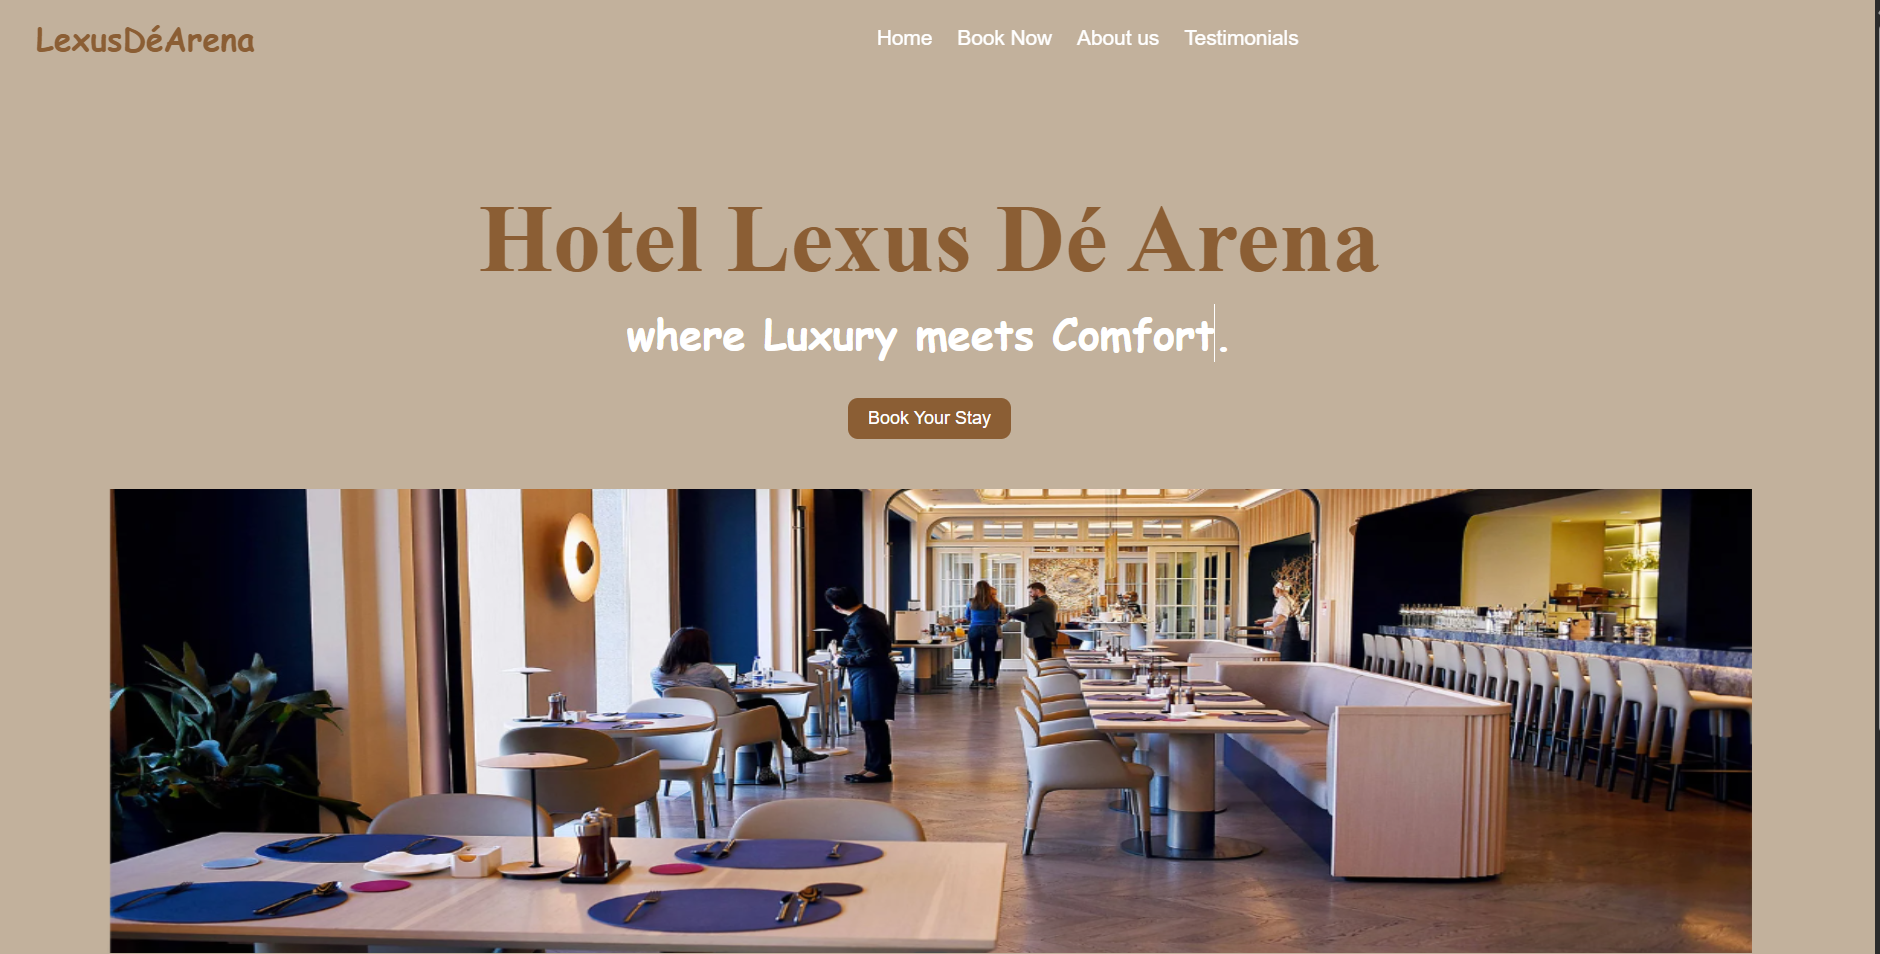 LexusDéArena
Home Book Now About us Testimonials
Hotel Lexus Dé Arena
where Luxury meets Comfort.
Book Your Stay